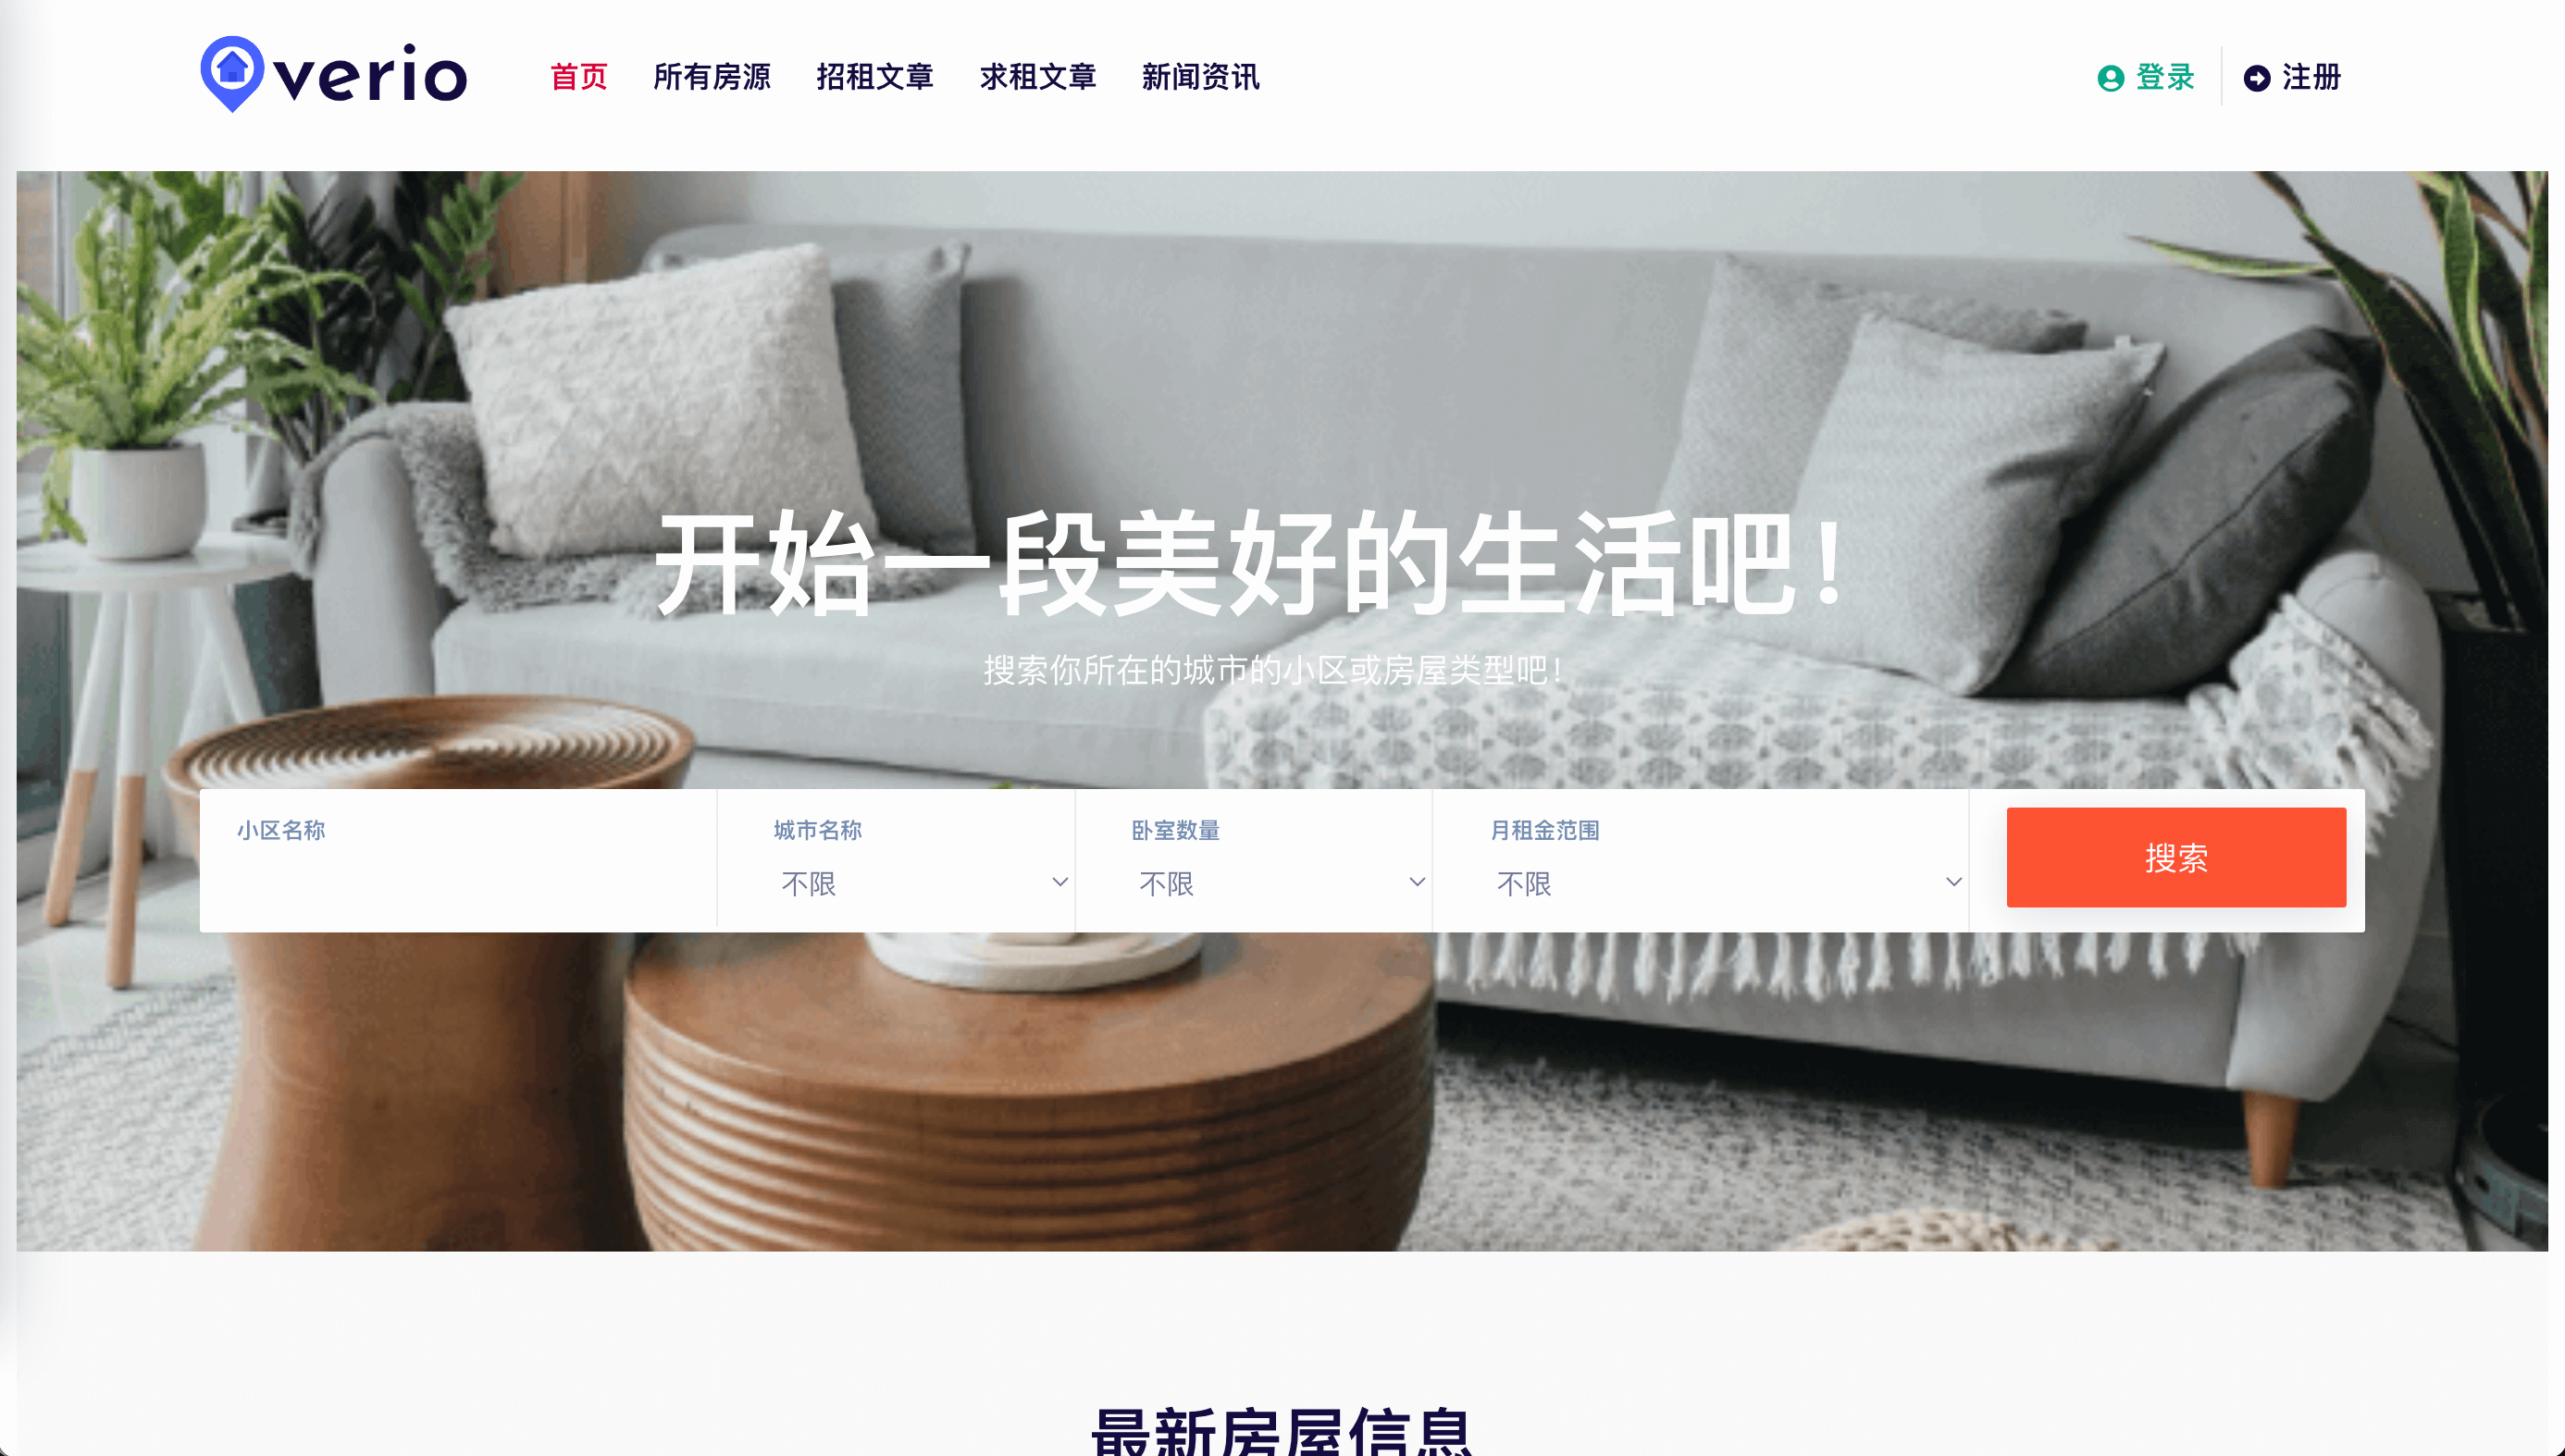 verio
首页 所有房源 招租文章 求租文章 新闻资讯 登录 注册
开始一段美好的生活吧！
搜索你所在的城市的小区或房屋类型吧！
小区名称 城市名称 卧室数量 月租金范围
不限 不限 不限 搜索
最新房屋信息